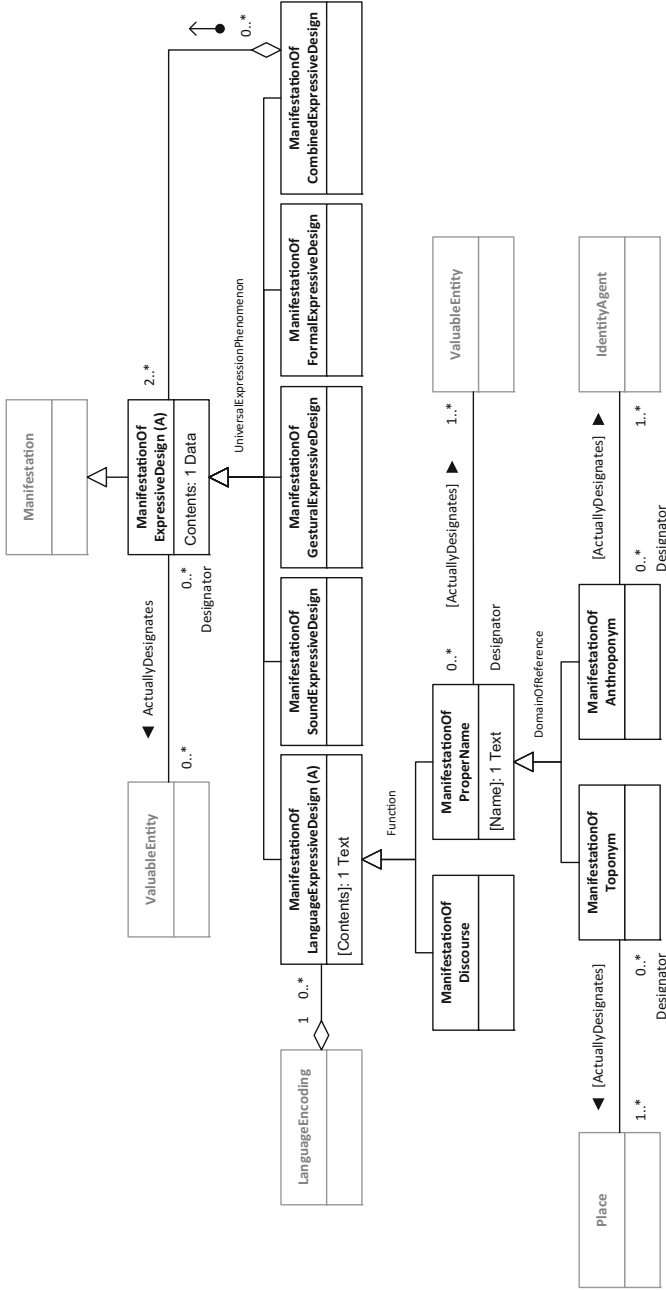 Manifestation
ValuableEntity
◀ ActuallyDesignates
0..*
0..*
Designator
ManifestationOf
ExpressiveDesign (A)
Contents: 1 Data
2..*
0..*
UniversalExpressionPhenomenon
LanguageEncoding
1
0..*
ManifestationOf
LanguageExpressiveDesign (A)
[Contents]: 1 Text
ManifestationOf
SoundExpressiveDesign
ManifestationOf
GesturalExpressiveDesign
ManifestationOf
FormalExpressiveDesign
ManifestationOf
CombinedExpressiveDesign
Function
ManifestationOf
Discourse
ManifestationOf
ProperName
[Name]: 1 Text
0..*
Designator
[ActuallyDesignates] ▶
1..*
ValuableEntity
DomainOfReference
Place
◀ [ActuallyDesignates]
1..*
0..*
Designator
ManifestationOf
Toponym
ManifestationOf
Anthroponym
[ActuallyDesignates] ▶
0..*
Designator
1..*
IdentityAgent